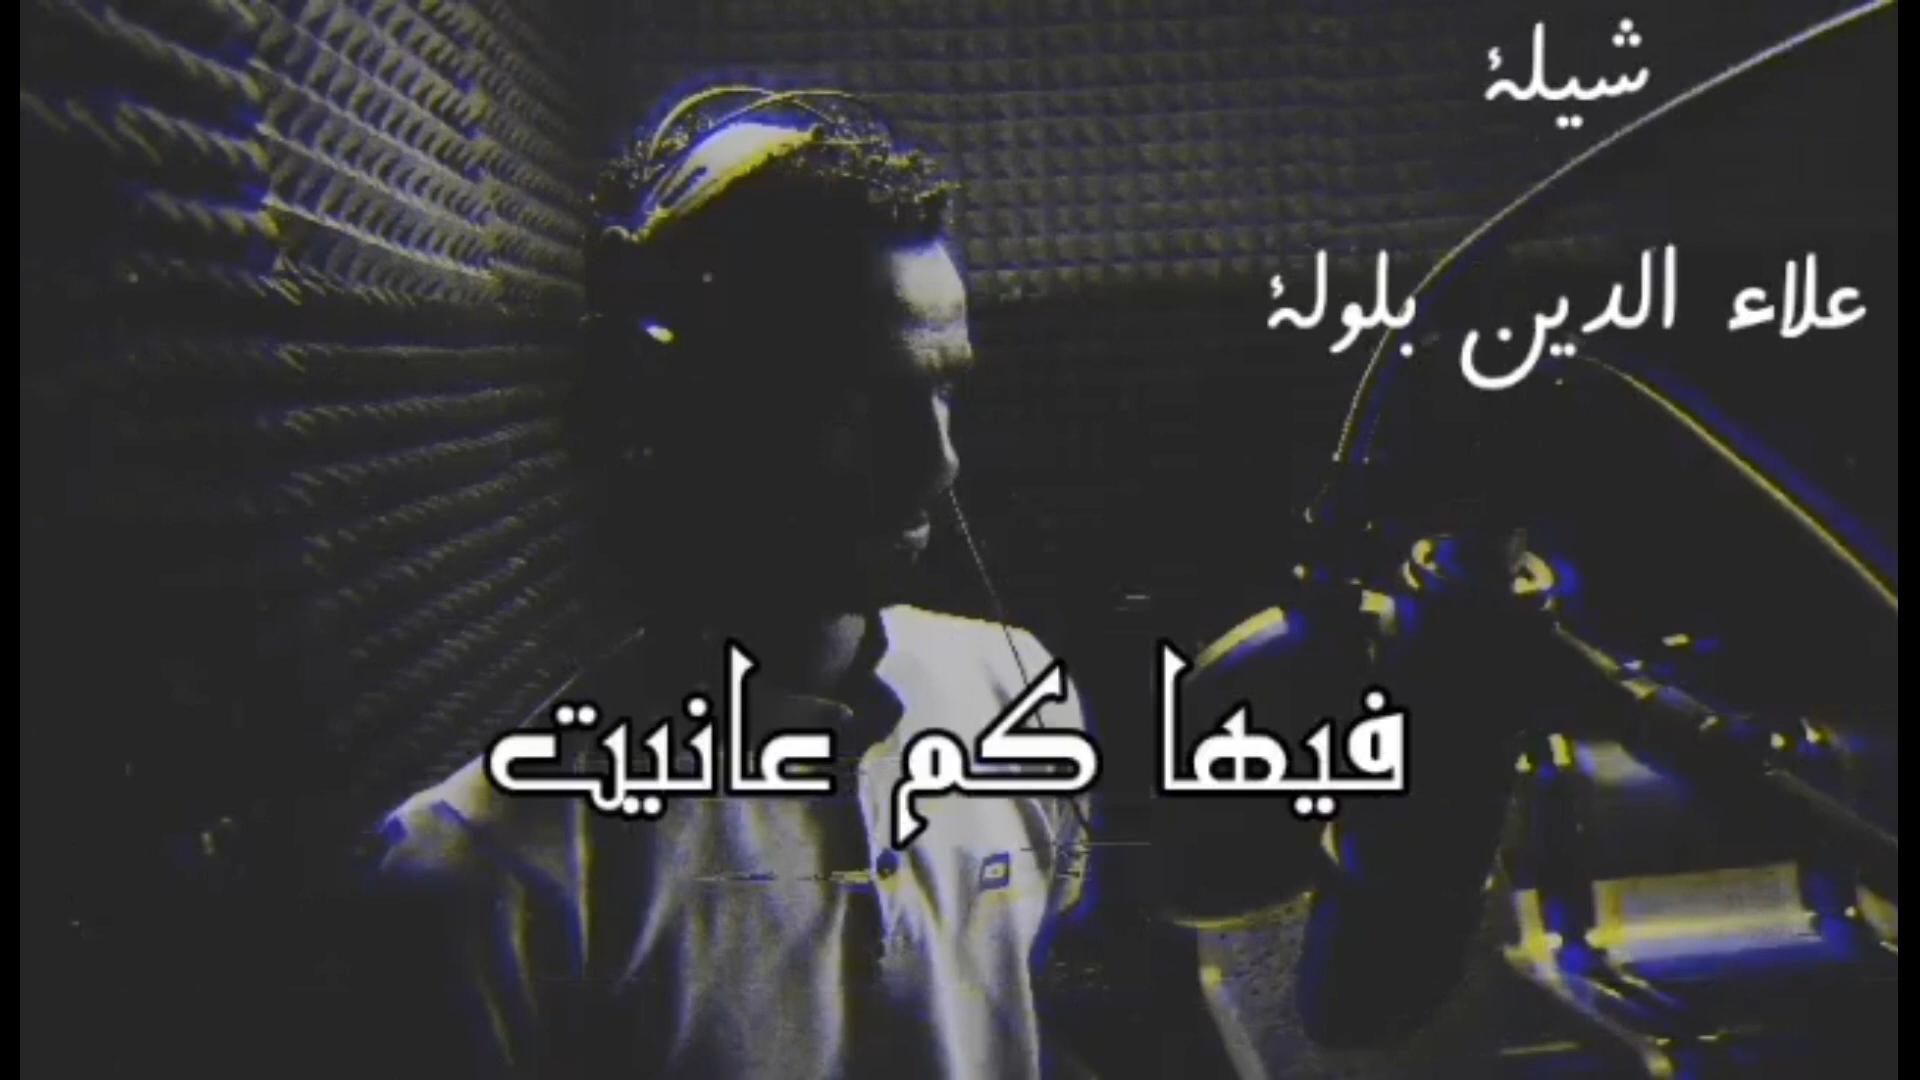 شيلة
علاء الدين بلولة
فيها كم عانيت